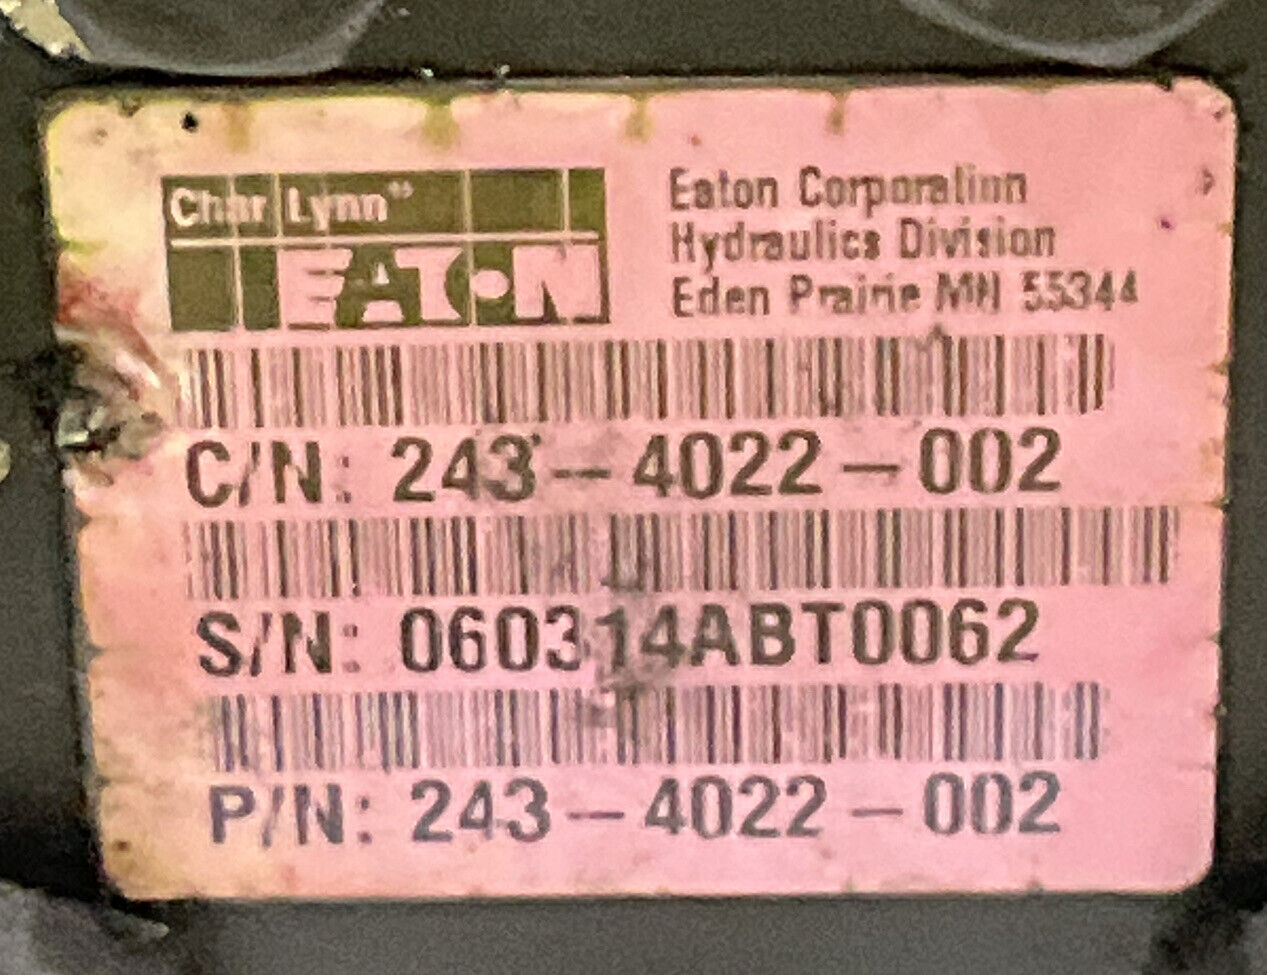 Char Lynn®
EATON
Eaton Corporation
Hydraulics Division
Eden Prairie MN 55344
C/N: 243-4022-002
S/N: 060314ABT0062
P/N: 243-4022-002